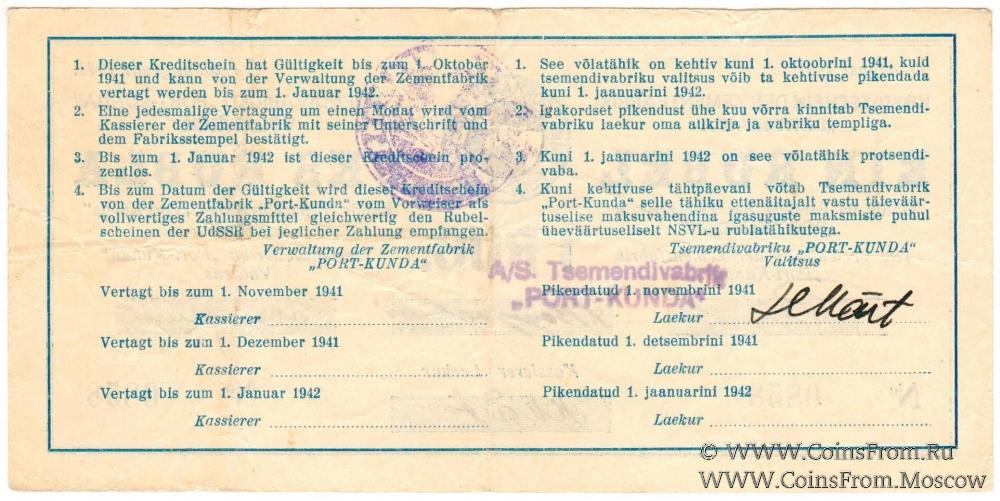 1. Dieser Kreditschein hat Gültigkeit bis zum 1. Oktober
1941 und kann von der Verwaltung der Zementfabrik
vertagt werden bis zum 1. Januar 1942.
2. Eine jedesmalige Vertagung um einen Monat wird vom
Kassierer der Zementfabrik mit seiner Unterschrift und
dem Fabriksstempel bestätigt.
3. Bis zum 1. Januar 1942 ist dieser Kreditschein pro-
zentlos.
4. Bis zum Datum der Gültigkeit wird dieser Kreditschein
von der Zementfabrik „Port-Kunda" vom Vorweiser als
vollwertiges Zahlungsmittel gleichwertig den Rubel-
scheinen der UdSSR bei jeglicher Zahlung empfangen.
Verwaltung der Zementfabrik
„PORT-KUNDA"
Vertagt bis zum 1. November 1941
Kassierer
Vertagt bis zum 1. Dezember 1941
Kassierer
Vertagt bis zum 1. Januar 1942
Kassierer
1. See võlatähik on kehtiv kuni 1. oktoobrini 1941, kuid
tsemendivabriku valitsus võib ta kehtivuse pikendada
kuni 1. jaanuarini 1942.
2. Igakordset pikendust ühe kuu võrra kinnitab Tsemendi-
vabriku laekur oma allkirja ja vabriku templiga.
3. Kuni 1. jaanuarini 1942 on see võlatähik protsendi-
vaba.
4. Kuni kehtivuse tähtpäevani võtab Tsemendivabrik
"Port-Kunda" selle tähiku ettenäitajalt vastu täieväär-
tuselise maksuvahendina igasuguste maksmiste puhul
üheväärtuseliselt NSVL-u rublatähikutega.
Tsemendivabriku „PORT-KUNDA"
Valitsus
A/S. Tsemendivabrik
„PORT-KUNDA"
Pikendatud 1. novembrini 1941
Laekur
Pikendatud 1. detsembrini 1941
Laekur
Pikendatud 1. jaanuarini 1942
Laekur
© www.CoinsFrom.Ru
www.CoinsFrom.Moscow